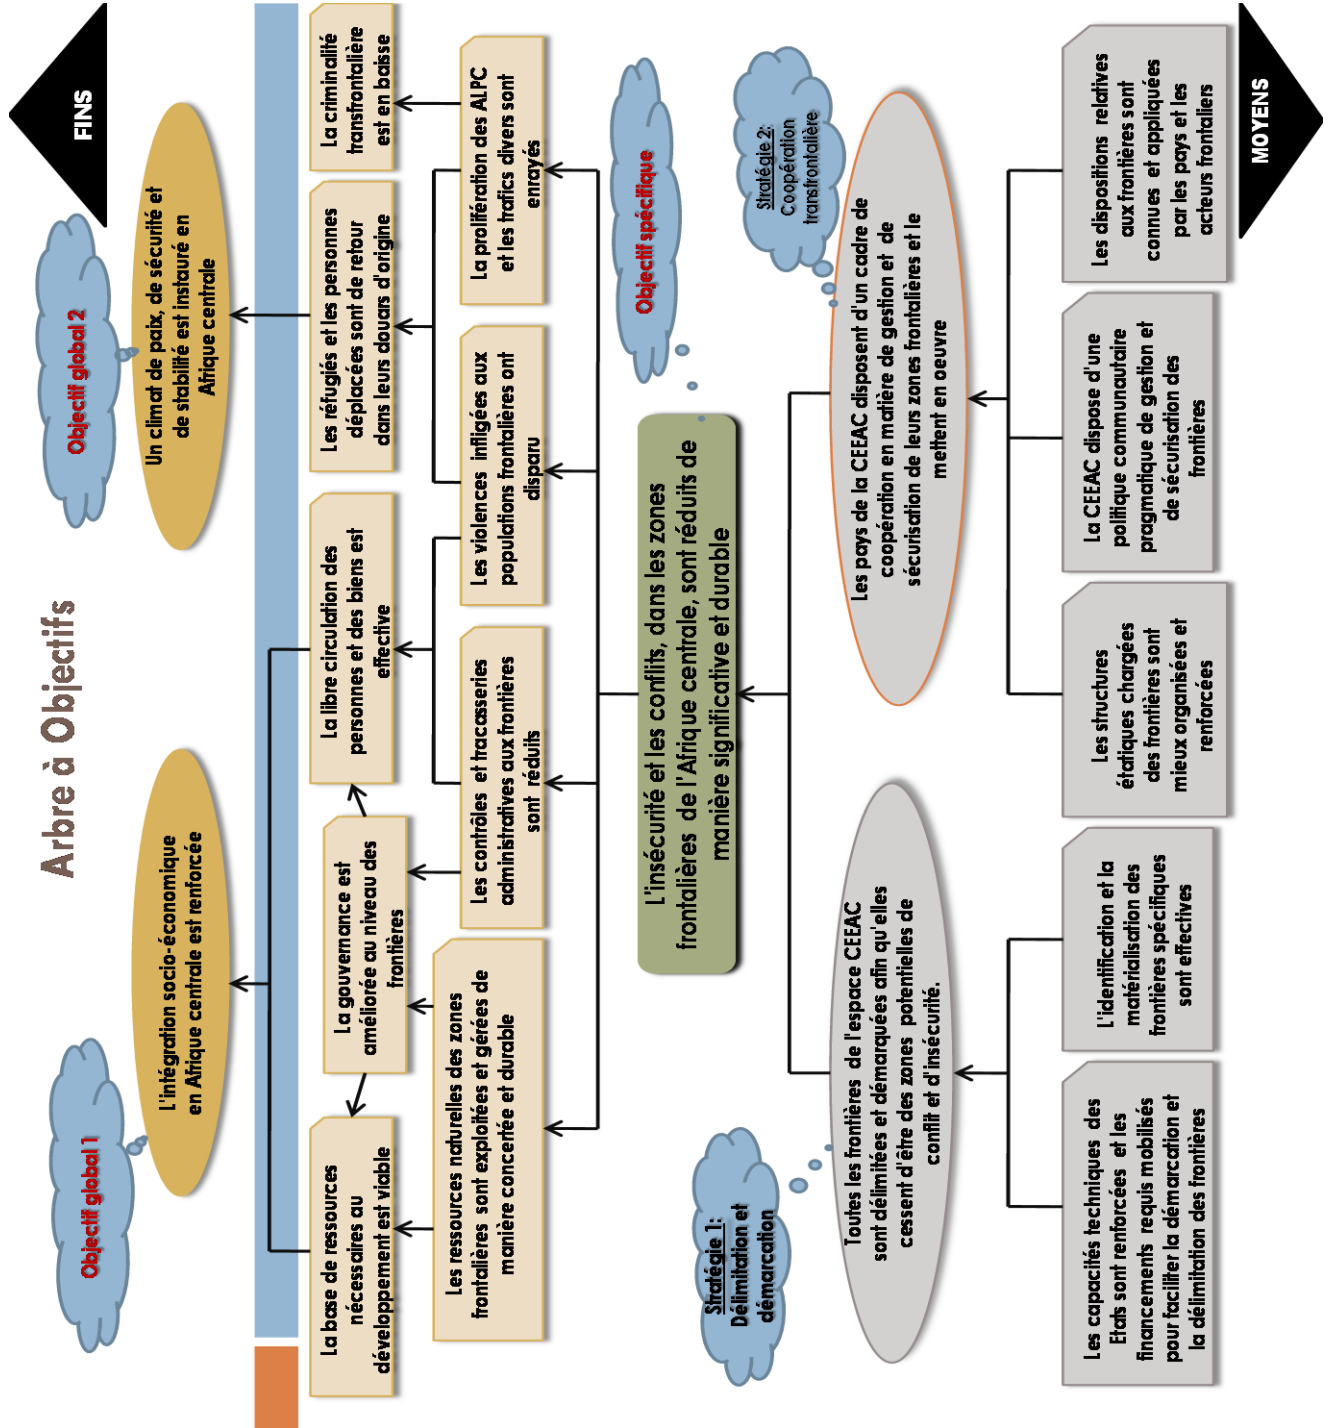 Arbre à Objectifs
FINS
Objectif global 1
Objectif global 2
L'intégration socio-économique
en Afrique centrale est renforcée
Un climat de paix, de sécurité et
de stabilité est instauré en
Afrique centrale
La base de ressources
nécessaires au
développement est viable
La gouvernance est
améliorée au niveau des
frontières
La libre circulation des
personnes et des biens est
effective
Les réfugiés et les personnes
déplacées sont de retour
dans leurs douars d'origine
La criminalité
transfrontalière
est en baisse
Les ressources naturelles des zones
frontalières sont exploitées et gérées de
manière concertée et durable
Les contrôles et tracasseries
administratives aux frontières
sont réduits
Les violences infligées aux
populations frontalières ont
disparu
La prolifération des ALPC
et les trafics divers sont
enrayés
Objectif spécifique
L'insécurité et les conflits, dans les zones
frontalières de l'Afrique centrale, sont réduits de
manière significative et durable
Stratégie 1:
Délimitation et
démarcation
Stratégie 2:
Coopération
transfrontalière
Toutes les frontières de l'espace CEEAC
sont délimitées et démarquées afin qu'elles
cessent d'être des zones potentielles de
conflit et d'insécurité.
Les pays de la CEEAC disposent d'un cadre de
coopération en matière de gestion et de
sécurisation de leurs zones frontalières et le
mettent en oeuvre
Les capacités techniques des
Etats sont renforcées et les
financements requis mobilisés
pour faciliter la démarcation et
la délimitation des frontières
L'identification et la
matérialisation des
frontières spécifiques
sont effectives
Les structures
étatiques chargées
des frontières sont
mieux organisées et
renforcées
La CEEAC dispose d'une
politique communautaire
pragmatique de gestion et
de sécurisation des
frontières
Les dispositions relatives
aux frontières sont
connues et appliquées
par les pays et les
acteurs frontaliers
MOYENS